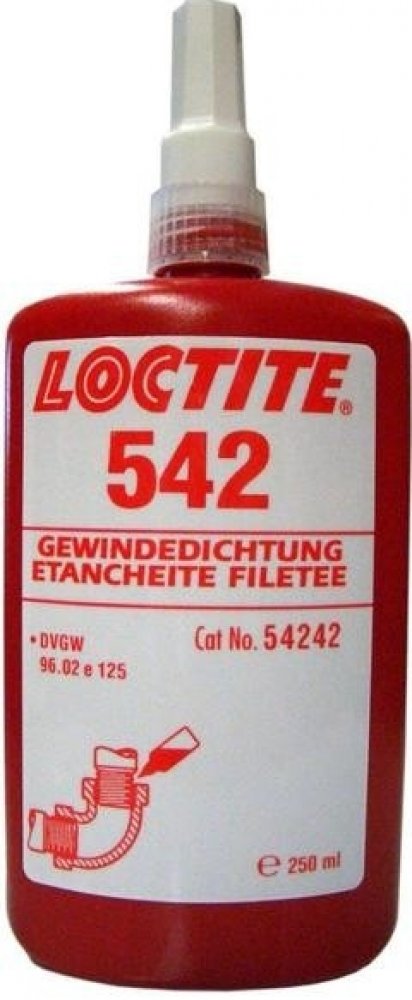 LOCTITE®
542
GEWINDEDICHTUNG
ETANCHEITE FILETEE
• DVGW
96.02 e 125
Cat No. 54242
℮ 250 ml